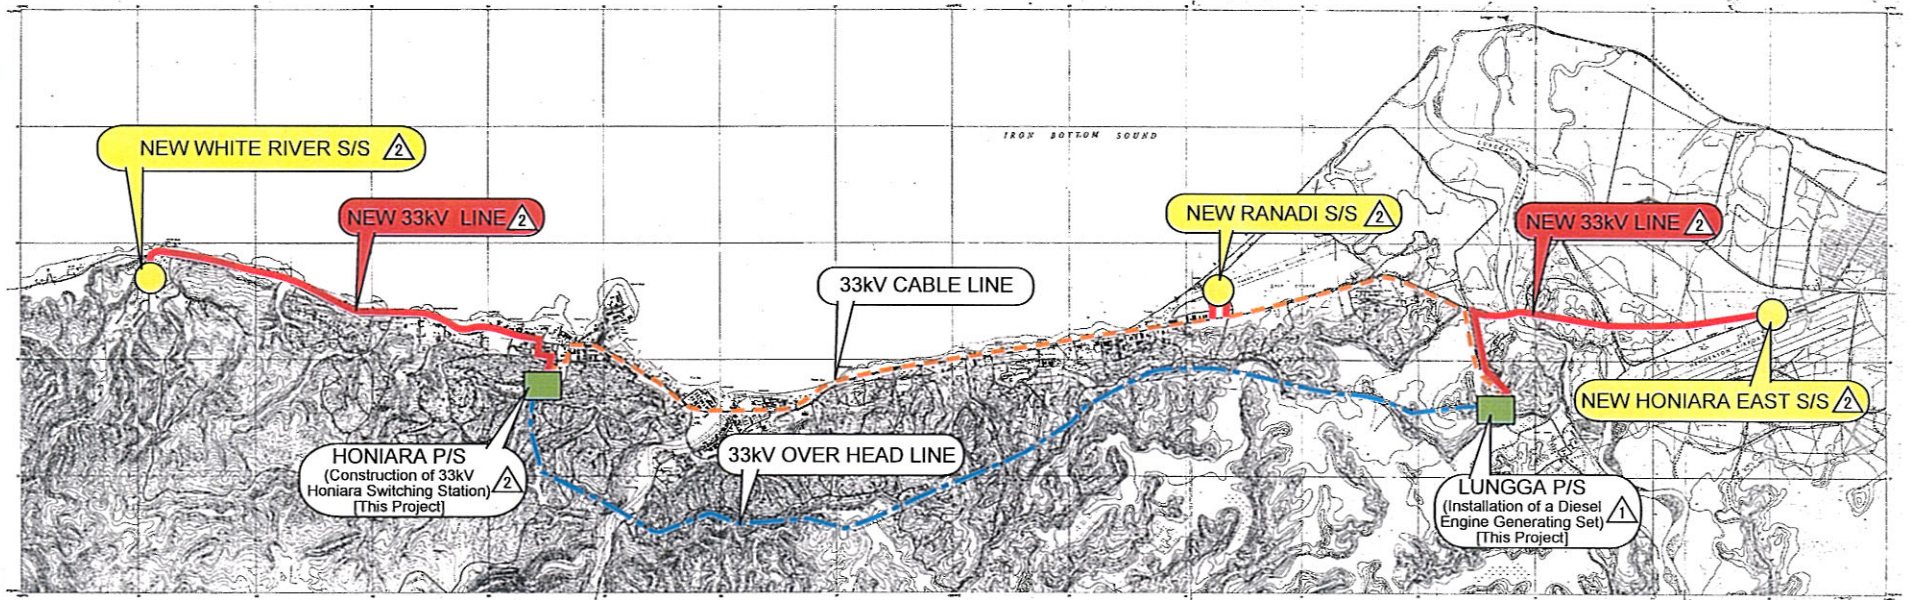 IRON BOTTOM SOUND
NEW WHITE RIVER S/S 2
NEW 33kV LINE 2
NEW RANADI S/S 2
NEW 33kV LINE 2
33kV CABLE LINE
NEW HONIARA EAST S/S 2
33kV OVER HEAD LINE
HONIARA P/S
(Construction of 33kV
Honiara Switching Station) 2
[This Project]
LUNGGA P/S
(Installation of a Diesel
Engine Generating Set) 1
[This Project]